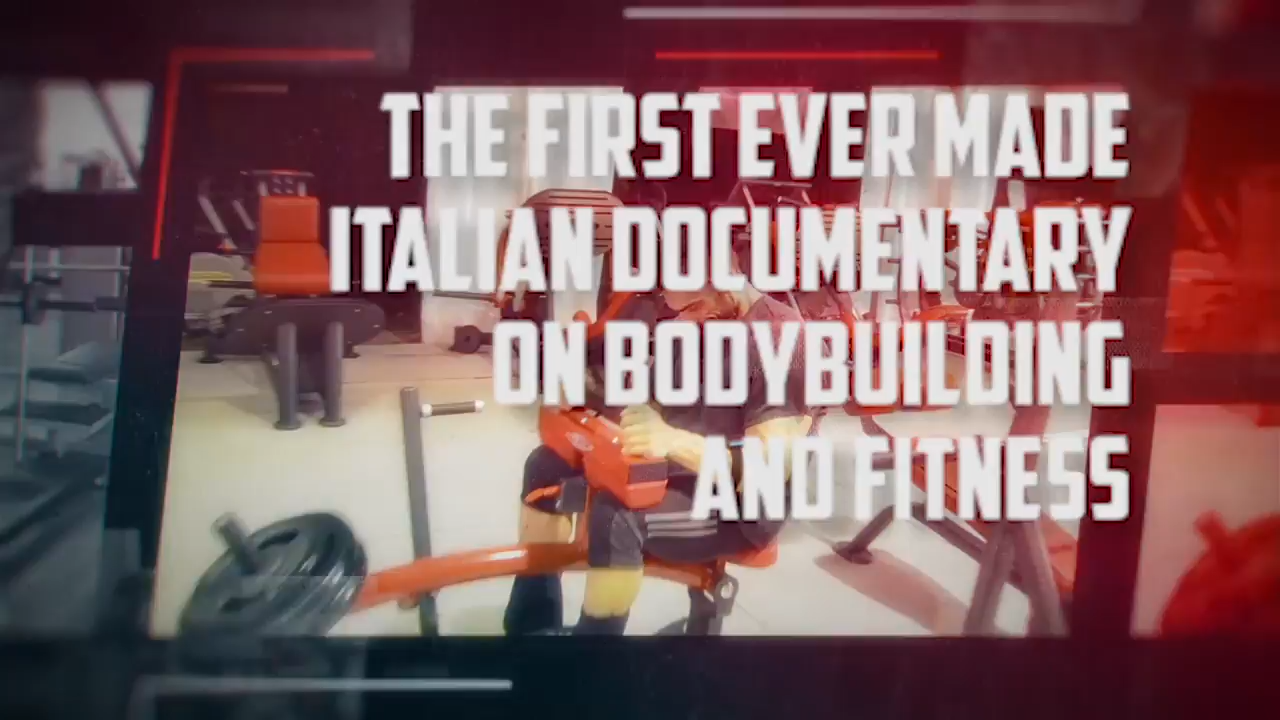 THE FIRST EVER MADE
ITALIAN DOCUMENTARY
ON BODYBUILDING
AND FITNESS